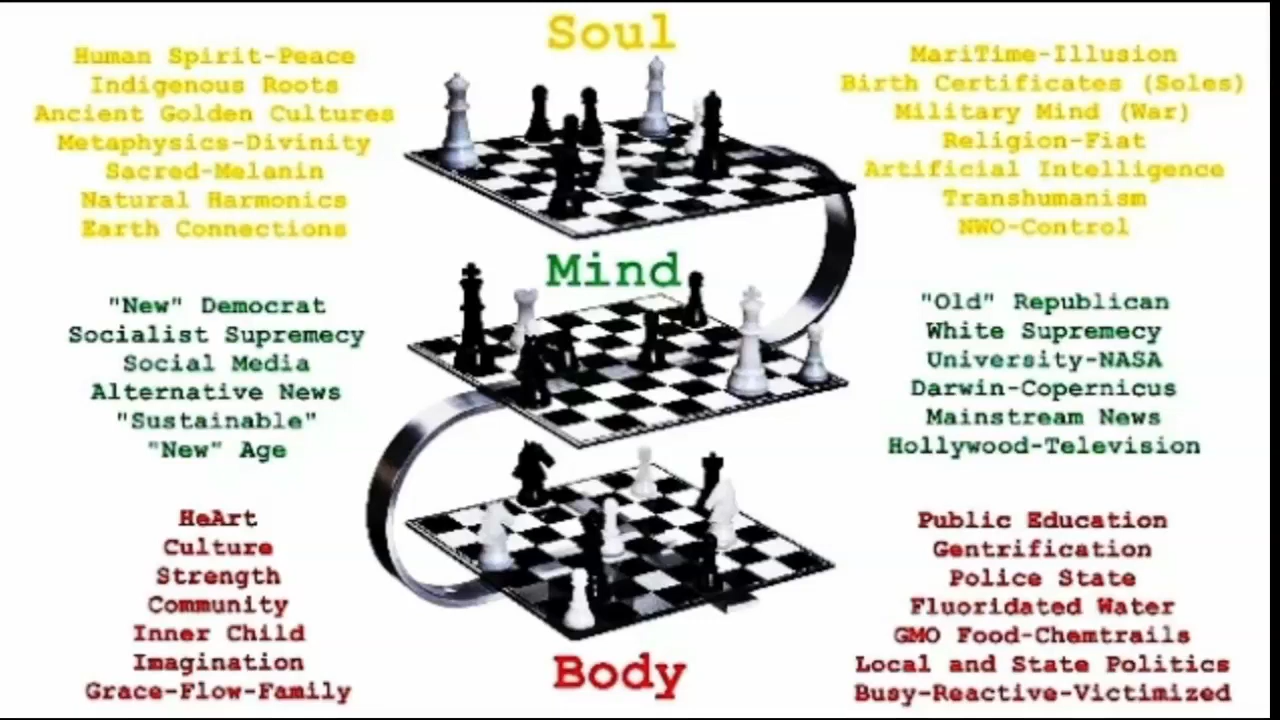 Soul
Human Spirit-Peace
Indigenous Roots
Ancient Golden Cultures
Metaphysics-Divinity
Sacred-Melanin
Natural Harmonics
Earth Connections
MariTime-Illusion
Birth Certificates (Soles)
Military Mind (War)
Religion-Fiat
Artificial Intelligence
Transhumanism
NWO-Control
Mind
"New" Democrat
Socialist Supremecy
Social Media
Alternative News
"Sustainable"
"New" Age
"Old" Republican
White Supremecy
University-NASA
Darwin-Copernicus
Mainstream News
Hollywood-Television
HeArt
Culture
Strength
Community
Inner Child
Imagination
Grace-Flow-Family
Public Education
Gentrification
Police State
Fluoridated Water
GMO Food-Chemtrails
Local and State Politics
Busy-Reactive-Victimized
Body